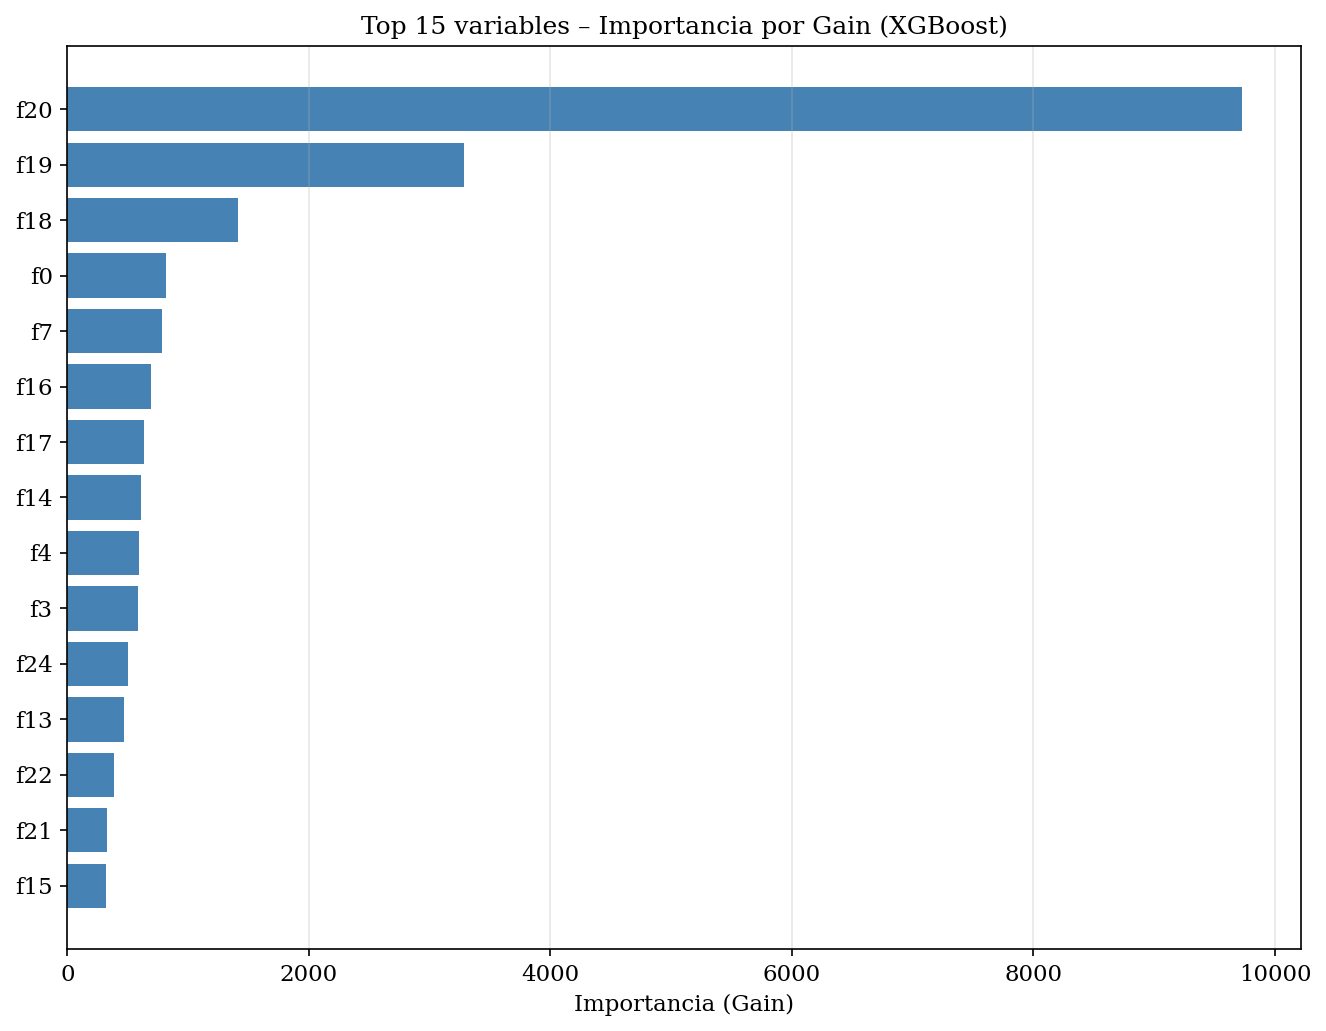 Top 15 variables – Importancia por Gain (XGBoost)
f20
f19
f18
f0
f7
f16
f17
f14
f4
f3
f24
f13
f22
f21
f15
0 2000 4000 6000 8000 10000
Importancia (Gain)